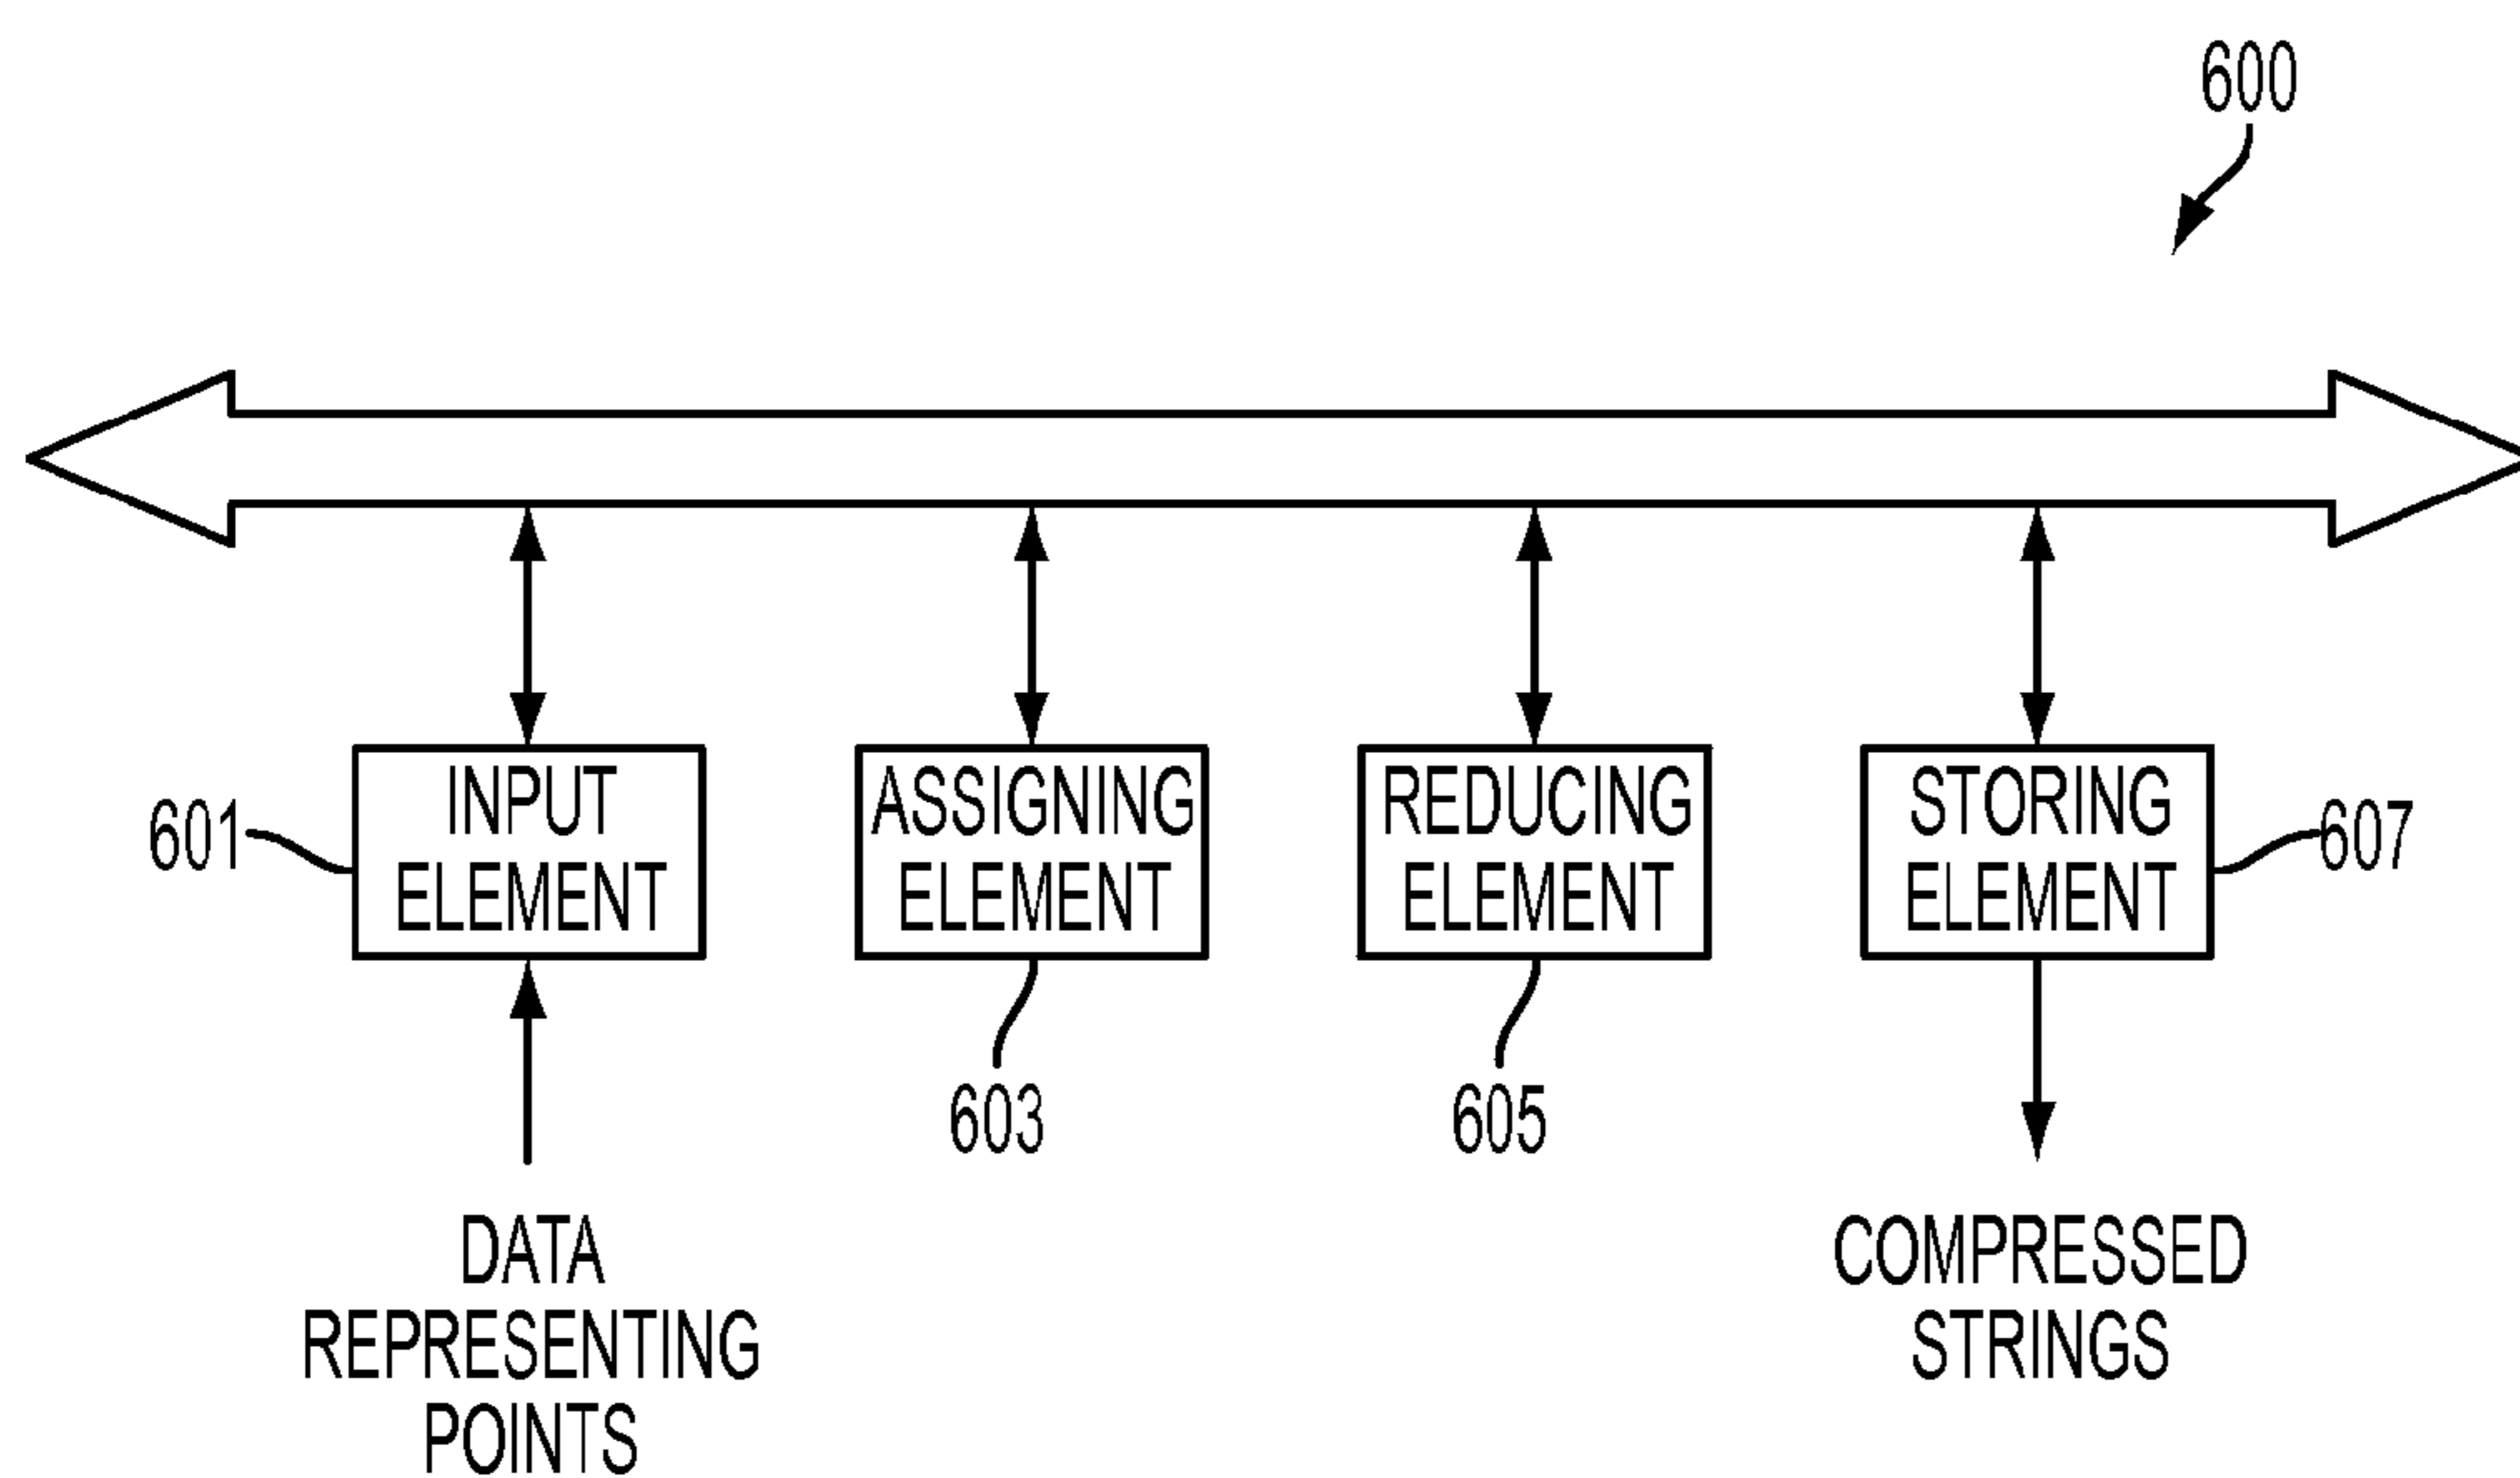 600
INPUT
ELEMENT
601
ASSIGNING
ELEMENT
603
REDUCING
ELEMENT
605
STORING
ELEMENT
607
DATA
REPRESENTING
POINTS
COMPRESSED
STRINGS